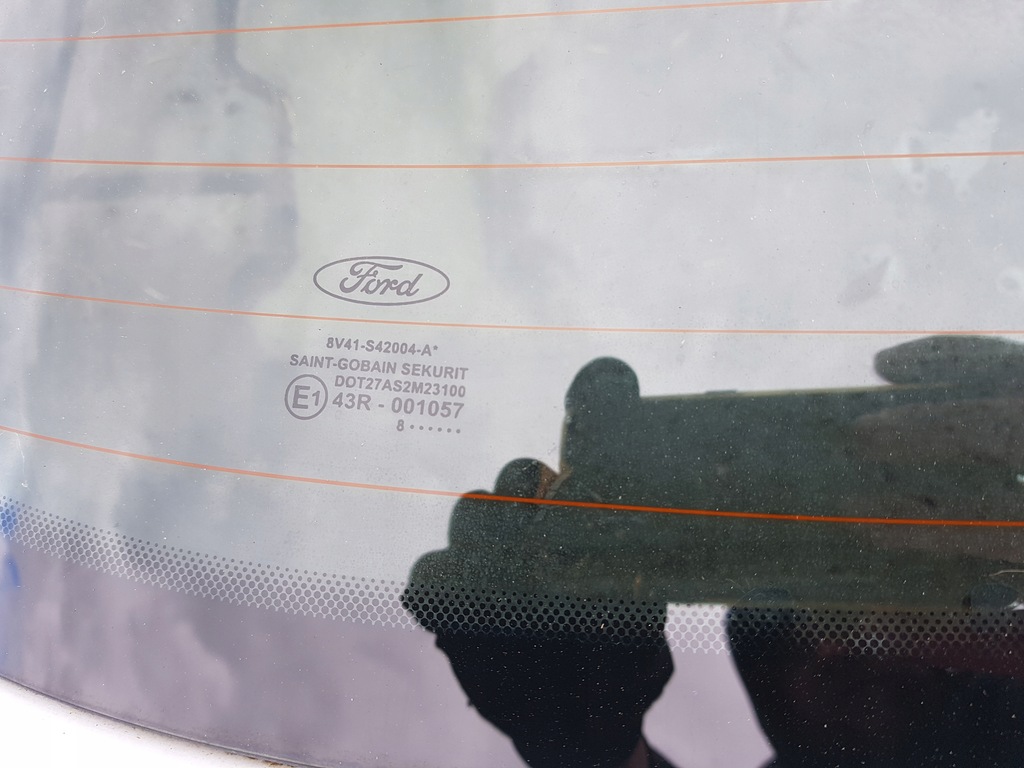 Ford
8V41-S42004-A*
SAINT-GOBAIN SEKURIT
DOT27AS2M23100
E1 43R - 001057
8 ······